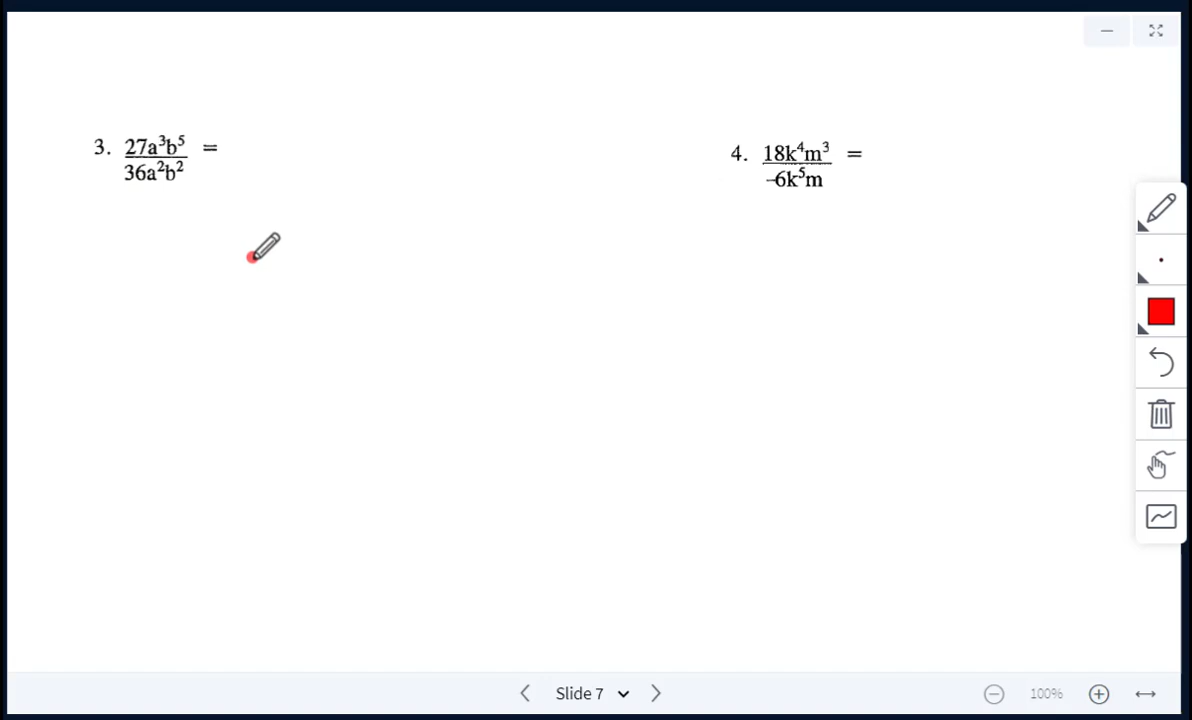 3. 27a³b⁵ =
36a²b²
4. 18k⁴m³ =
-6k⁵m
Slide 7
100%